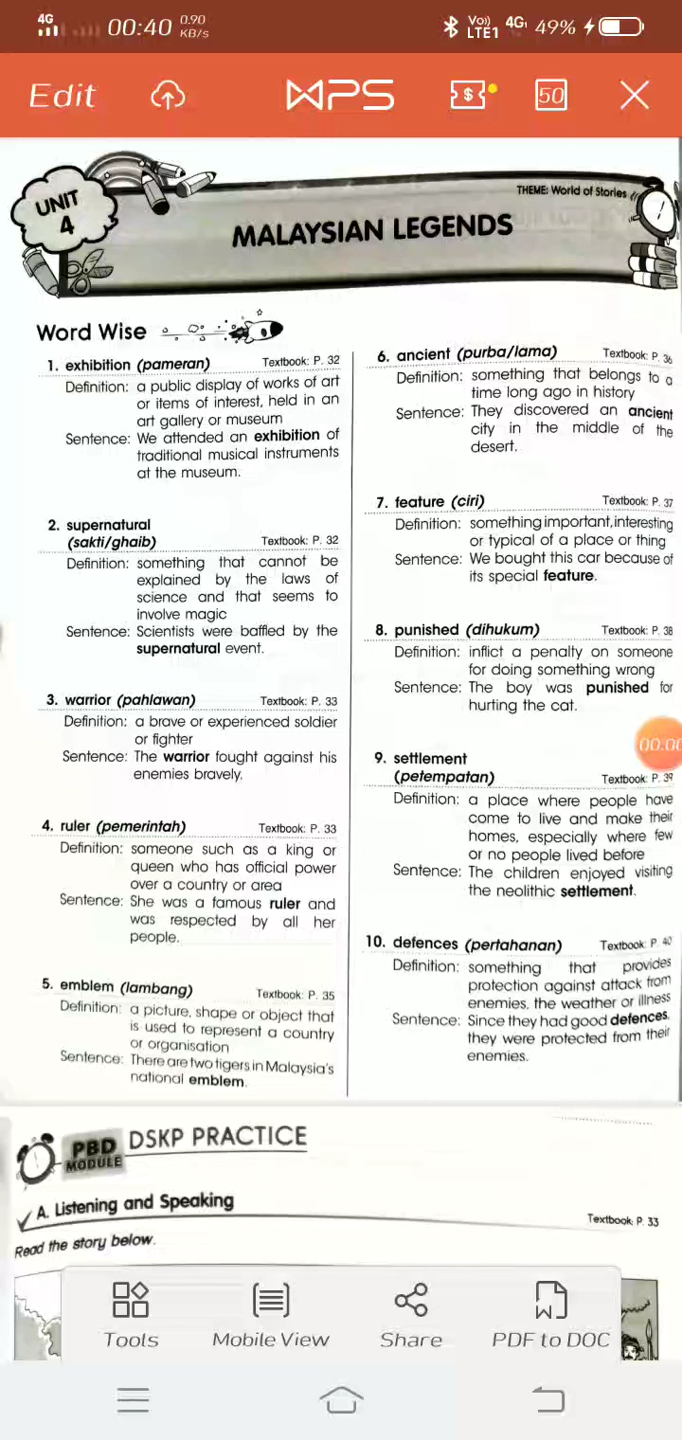 4G 00:40 0.90 KB/s Vo)) LTE1 4G 49%
Edit WPS $ 50
UNIT 4
THEME: World of Stories
MALAYSIAN LEGENDS
Word Wise
1. exhibition (pameran) Textbook: P. 32
Definition: a public display of works of art
or items of interest, held in an
art gallery or museum
Sentence: We attended an exhibition of
traditional musical instruments
at the museum.
2. supernatural
(sakti/ghaib) Textbook: P. 32
Definition: something that cannot be
explained by the laws of
science and that seems to
involve magic
Sentence: Scientists were baffled by the
supernatural event.
3. warrior (pahlawan) Textbook: P. 33
Definition: a brave or experienced soldier
or fighter
Sentence: The warrior fought against his
enemies bravely.
4. ruler (pemerintah) Textbook: P. 33
Definition: someone such as a king or
queen who has official power
over a country or area
Sentence: She was a famous ruler and
was respected by all her
people.
5. emblem (lambang) Textbook: P. 35
Definition: a picture, shape or object that
is used to represent a country
or organisation
Sentence: There are two tigers in Malaysia's
national emblem.
6. ancient (purba/lama) Textbook: P. 36
Definition: something that belongs to a
time long ago in history
Sentence: They discovered an ancient
city in the middle of the
desert.
7. feature (ciri) Textbook: P. 37
Definition: something important, interesting
or typical of a place or thing
Sentence: We bought this car because of
its special feature.
8. punished (dihukum) Textbook: P. 38
Definition: inflict a penalty on someone
for doing something wrong
Sentence: The boy was punished for
hurting the cat.
00:00
9. settlement
(petempatan) Textbook: P. 39
Definition: a place where people have
come to live and make their
homes, especially where few
or no people lived before
Sentence: The children enjoyed visiting
the neolithic settlement.
10. defences (pertahanan) Textbook: P. 40
Definition: something that provides
protection against attack from
enemies, the weather or illness
Sentence: Since they had good defences,
they were protected from their
enemies.
PBD MODULE DSKP PRACTICE
A. Listening and Speaking
Textbook: P. 33
Read the story below.
Tools Mobile View Share PDF to DOC